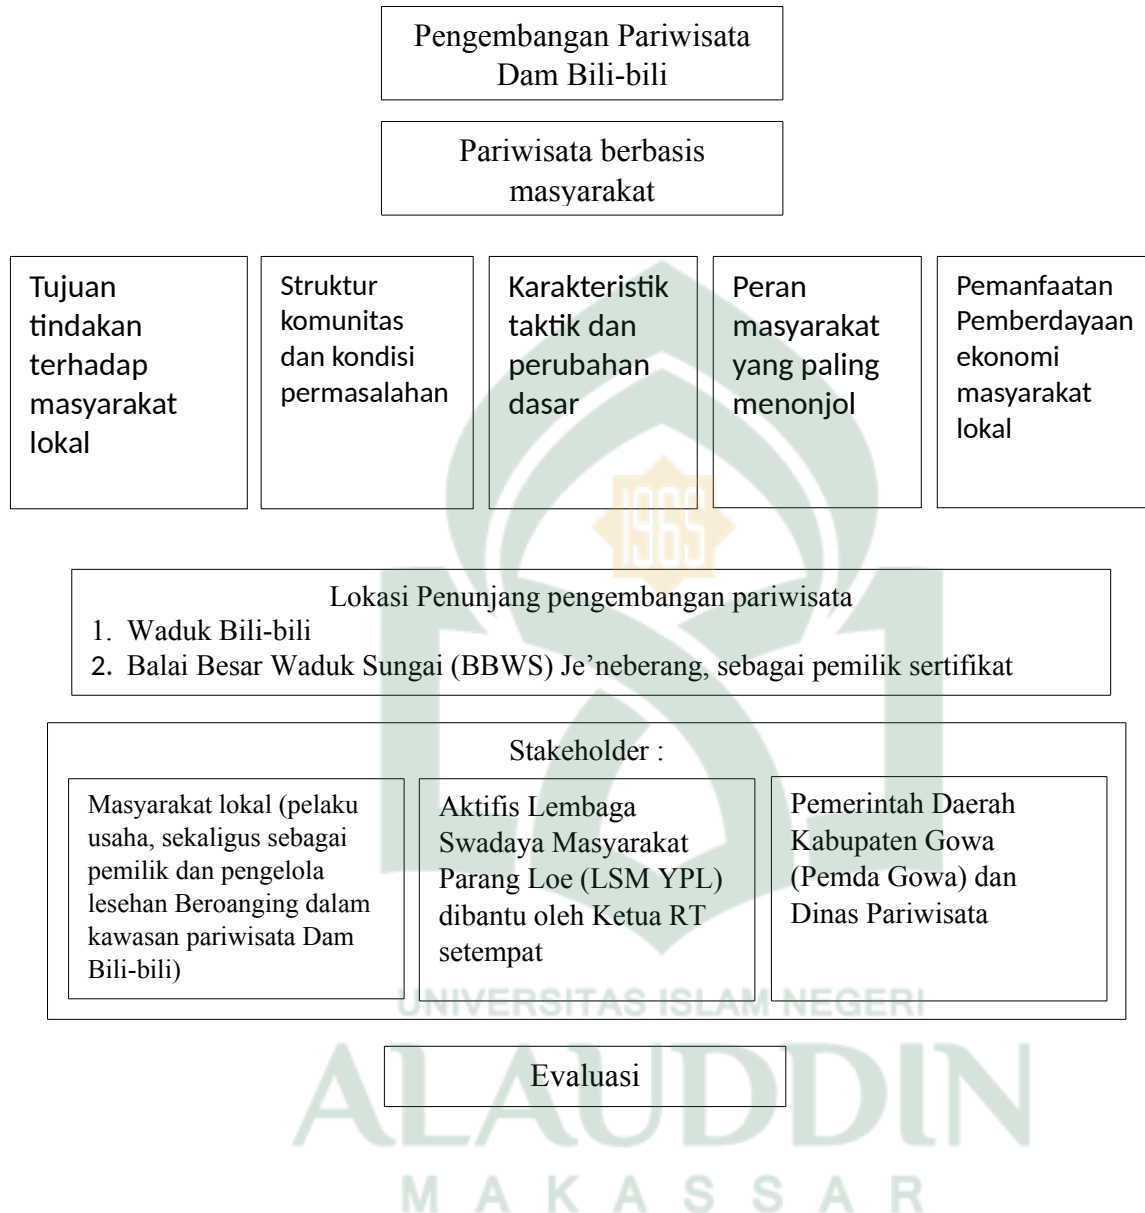 Pengembangan Pariwisata
Dam Bili-bili
Pariwisata berbasis
masyarakat
Tujuan
tindakan
terhadap
masyarakat
lokal
Struktur
komunitas
dan kondisi
permasalahan
Karakteristik
taktik dan
perubahan
dasar
Peran
masyarakat
yang paling
menonjol
Pemanfaatan
Pemberdayaan
ekonomi
masyarakat
lokal
1965
Lokasi Penunjang pengembangan pariwisata
1. Waduk Bili-bili
2. Balai Besar Waduk Sungai (BBWS) Je’neberang, sebagai pemilik sertifikat
Stakeholder :
Masyarakat lokal (pelaku
usaha, sekaligus sebagai
pemilik dan pengelola
lesehan Beroanging dalam
kawasan pariwisata Dam
Bili-bili)
Aktifis Lembaga
Swadaya Masyarakat
Parang Loe (LSM YPL)
dibantu oleh Ketua RT
setempat
Pemerintah Daerah
Kabupaten Gowa
(Pemda Gowa) dan
Dinas Pariwisata
UNIVERSITAS ISLAM NEGERI
Evaluasi
ALAUDDIN
MAKASSAR